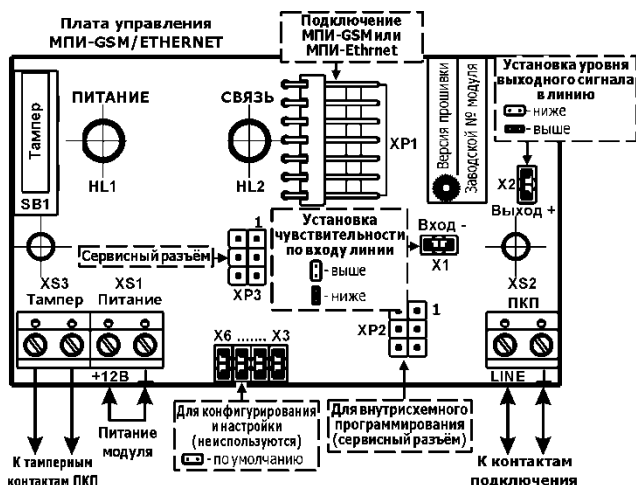 Плата управления
МПИ-GSM/ETHERNET
Подключение
МПИ-GSM или
МПИ-Ethrnet
Установка уровня
выходного сигнала
в линию
- ниже
- выше
Тампер
SB1
ПИТАНИЕ
HL1
СВЯЗЬ
HL2
XP1
Версия прошивки
Заводской № модуля
X2
Выход +
Сервисный разъём
1
XP3
Установка
чувствительности
по входу линии
- выше
- ниже
Вход -
X1
XS3
Тампер
XS1
Питание
XP2
1
XS2
ПКП
X6 ....... X3
+12В
LINE
Питание
модуля
Для конфигурирования
и настройки
(неиспользуются)
- по умолчанию
Для внутрисхемного
программирования
(сервисный разъём)
К тамперным
контактам ПКП
К контактам
подключения